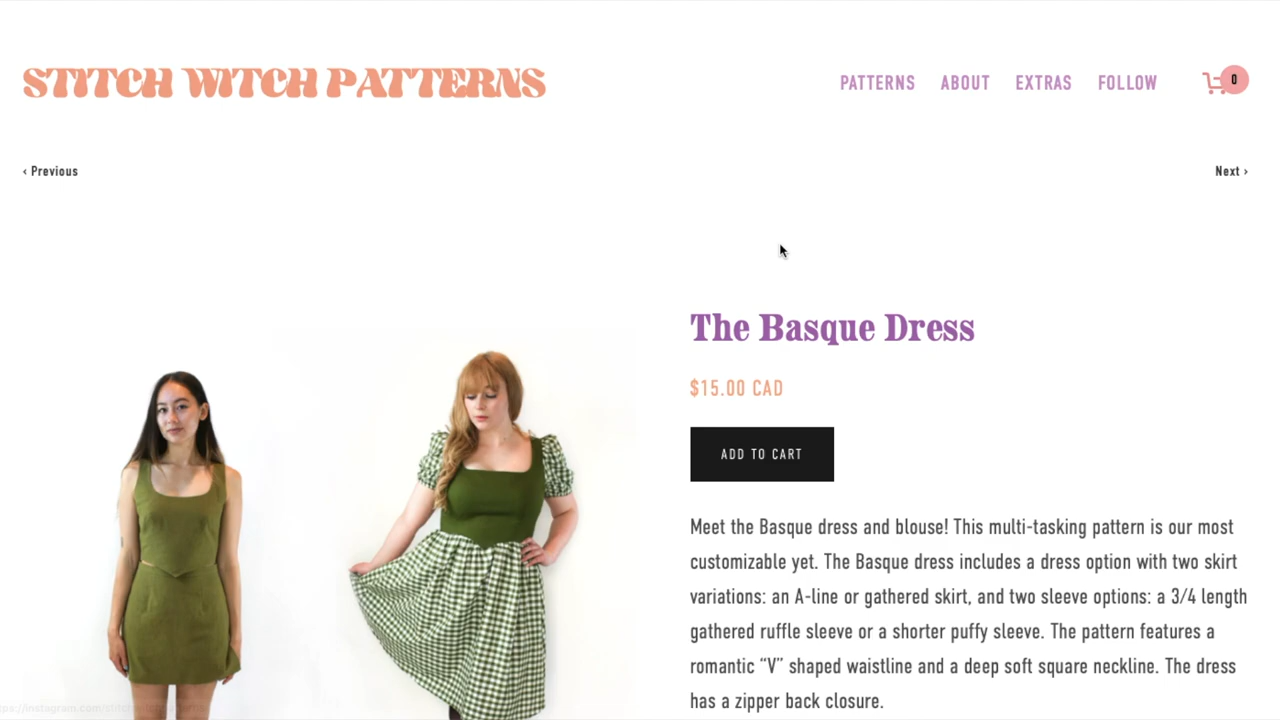 STITCH WITCH PATTERNS
PATTERNS ABOUT EXTRAS FOLLOW 0
‹ Previous
Next ›
The Basque Dress
$15.00 CAD
ADD TO CART
Meet the Basque dress and blouse! This multi-tasking pattern is our most
customizable yet. The Basque dress includes a dress option with two skirt
variations: an A-line or gathered skirt, and two sleeve options: a 3/4 length
gathered ruffle sleeve or a shorter puffy sleeve. The pattern features a
romantic “V” shaped waistline and a deep soft square neckline. The dress
has a zipper back closure.